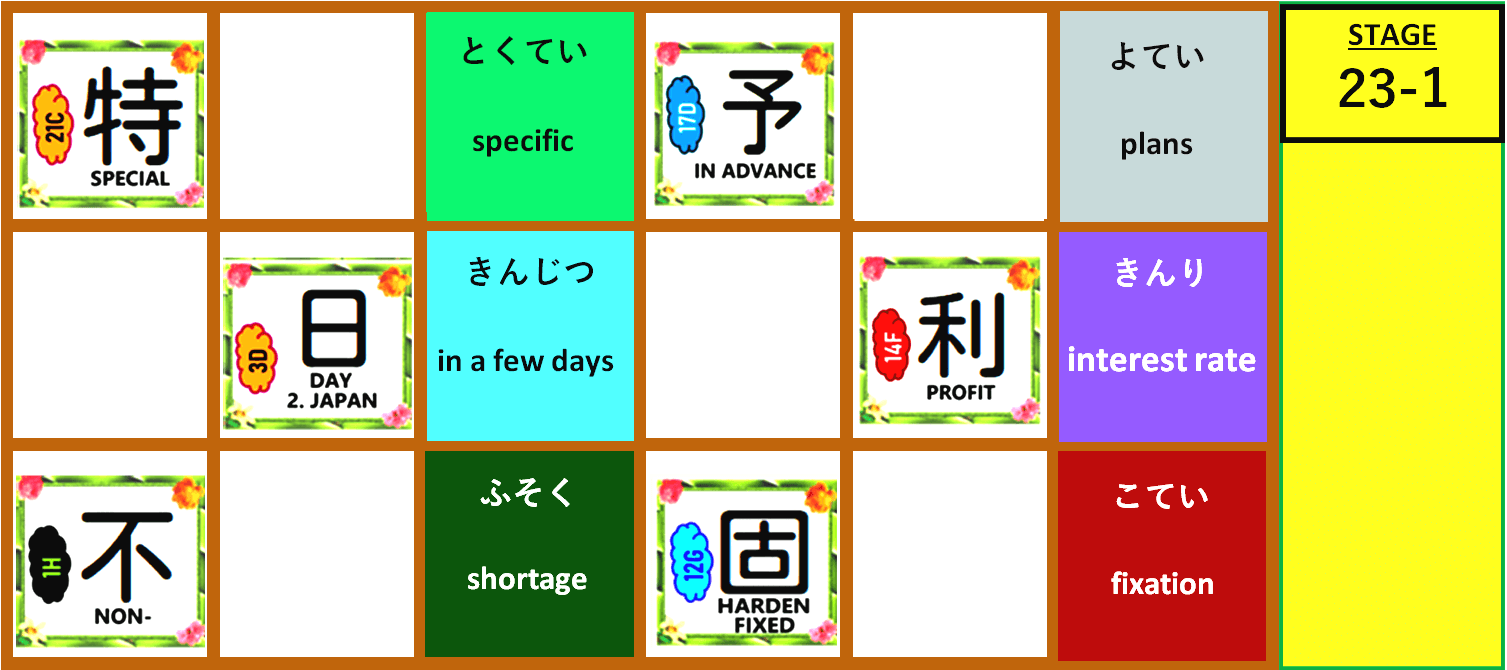 21C
特
SPECIAL
とくてい
specific
17D
予
IN ADVANCE
よてい
plans
STAGE
23-1
3D
日
DAY
2. JAPAN
きんじつ
in a few days
14F
利
PROFIT
きんり
interest rate
1H
不
NON-
ふそく
shortage
12G
固
HARDEN
FIXED
こてい
fixation